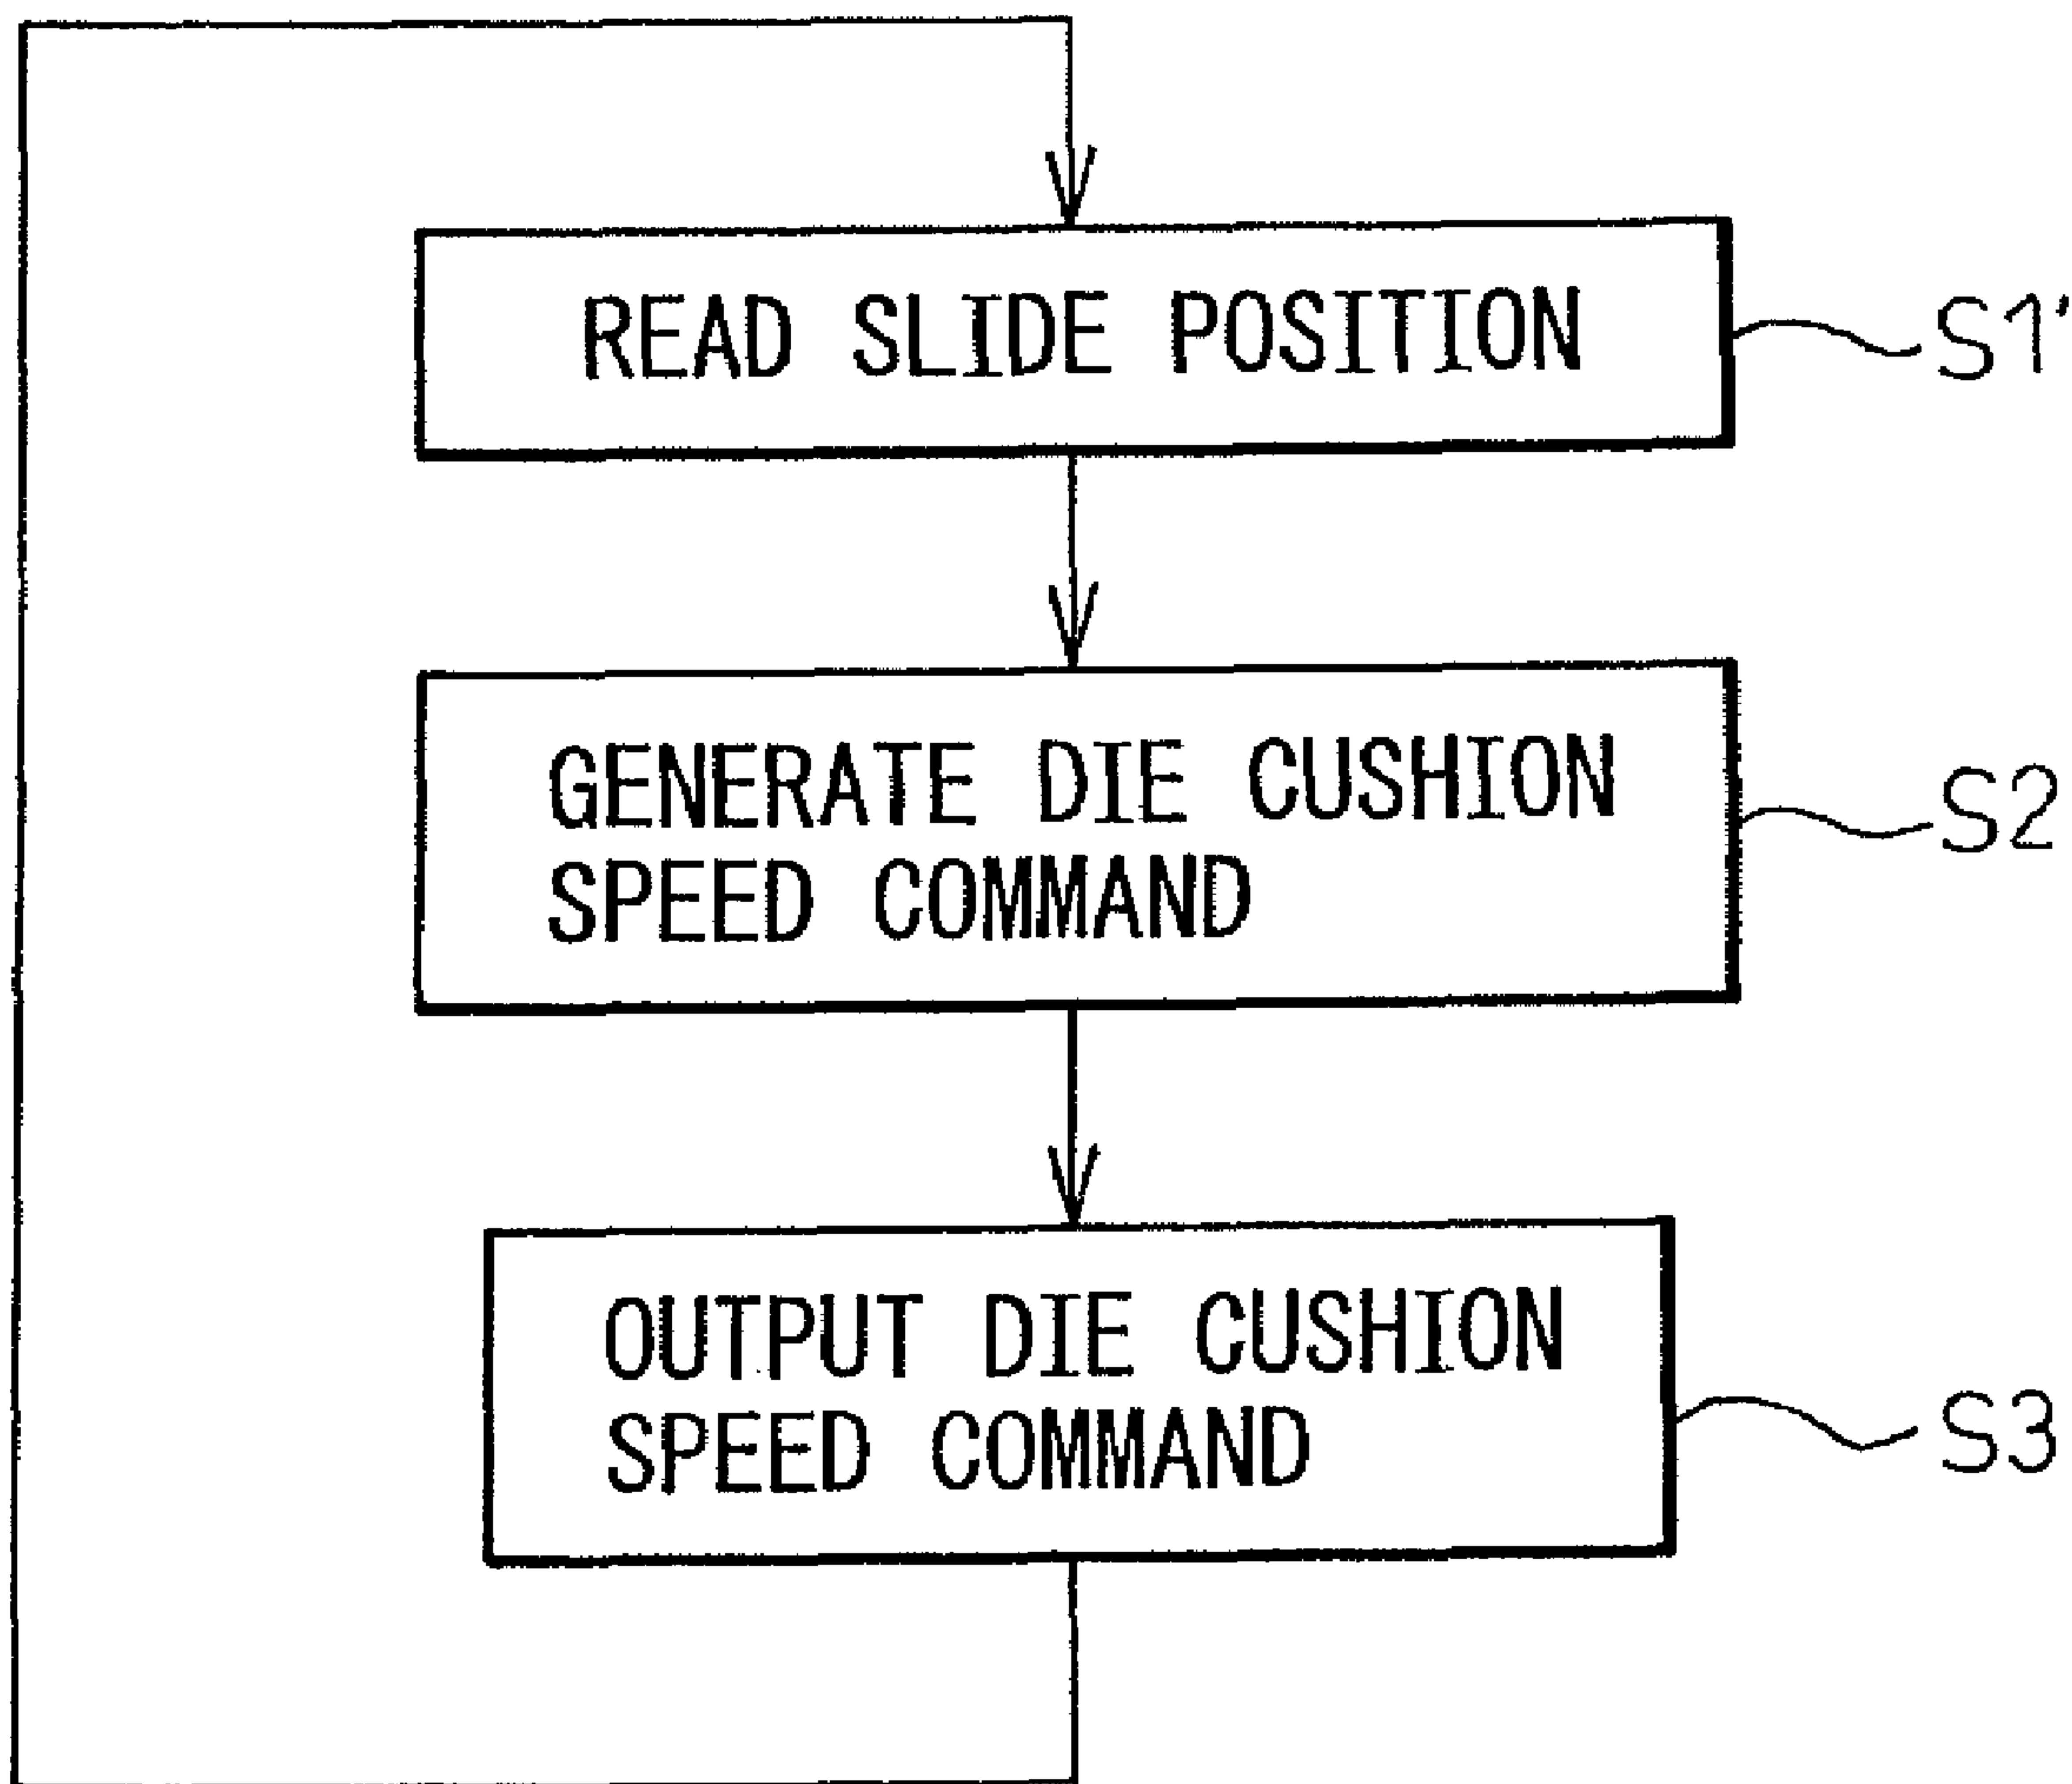 READ SLIDE POSITION
S1'
GENERATE DIE CUSHION
SPEED COMMAND
S2
OUTPUT DIE CUSHION
SPEED COMMAND
S3